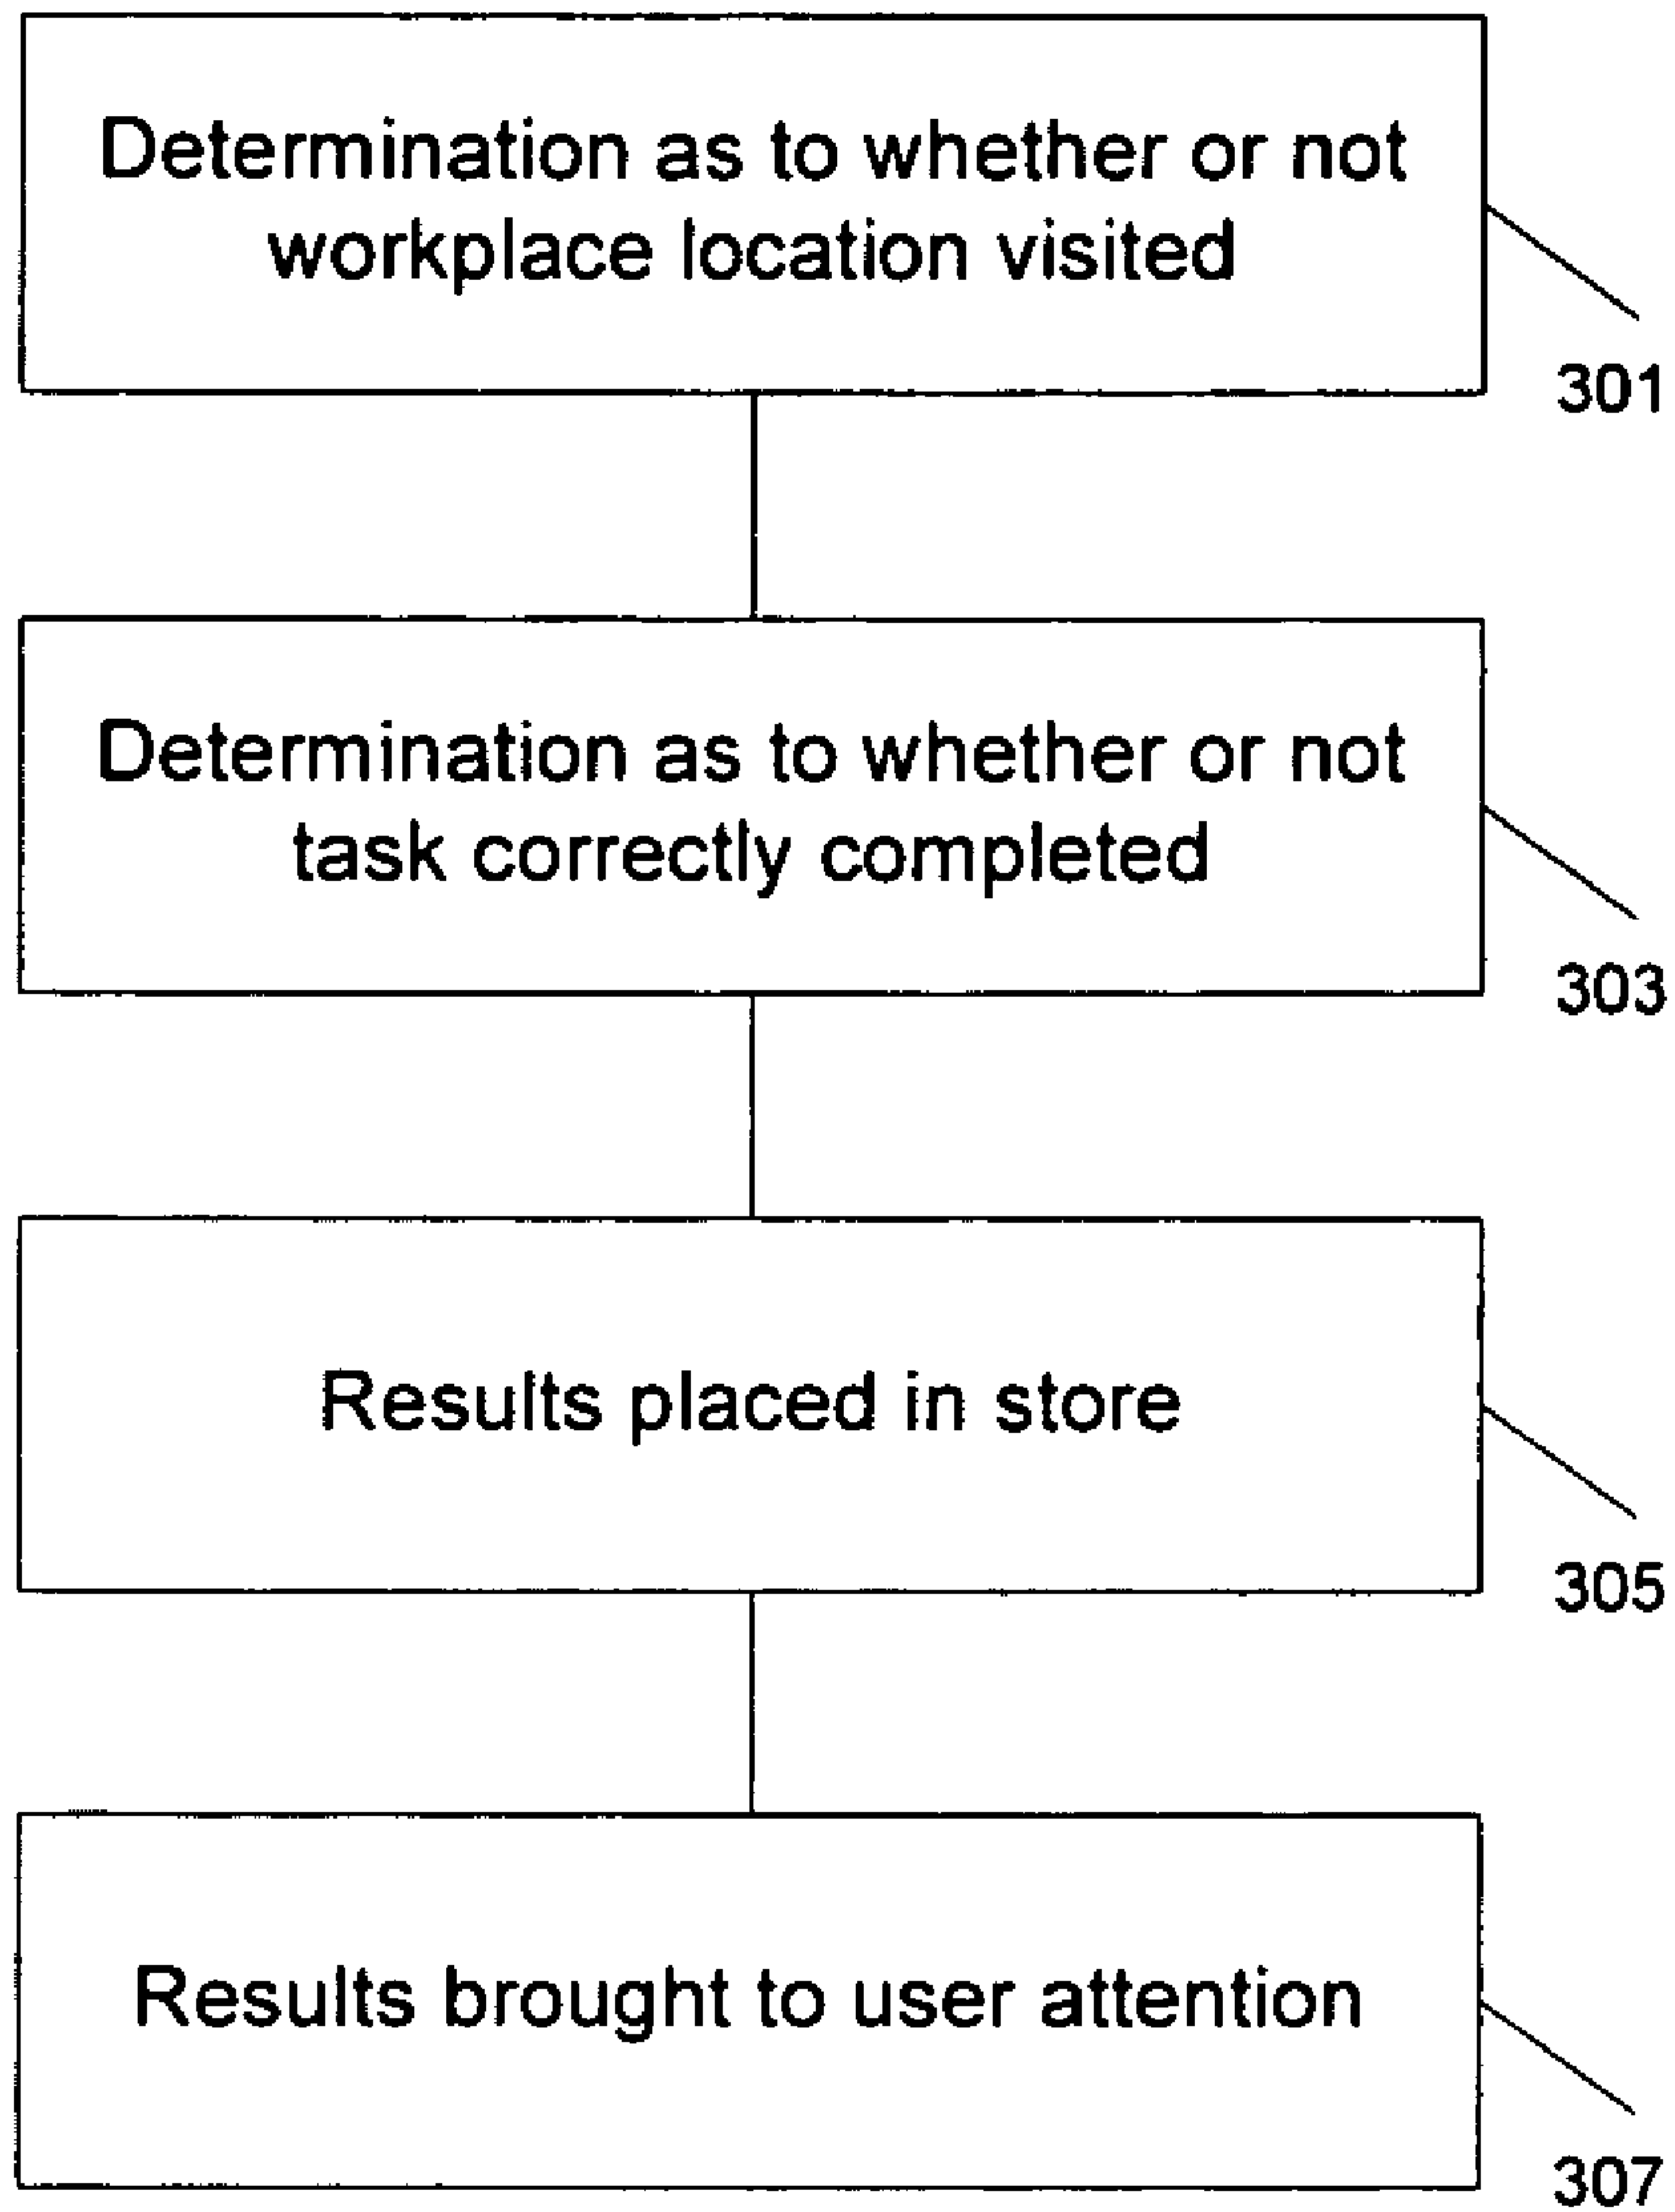 Determination as to whether or not
workplace location visited
301
Determination as to whether or not
task correctly completed
303
Results placed in store
305
Results brought to user attention
307